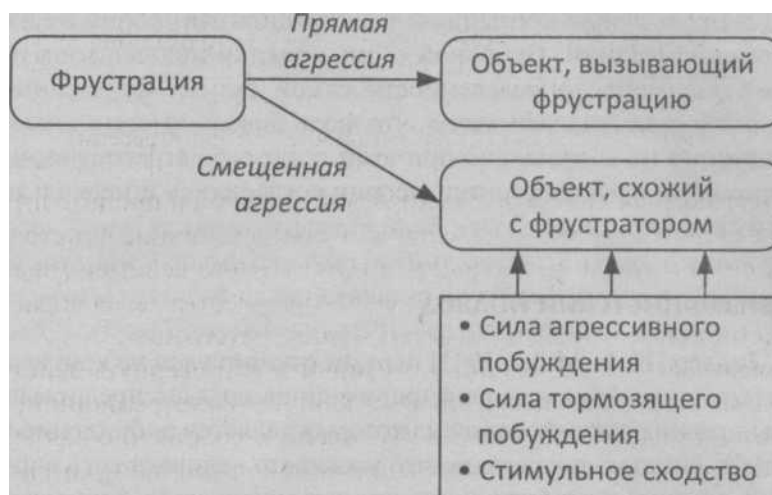 Прямая
агрессия
Фрустрация
Объект, вызывающий
фрустрацию
Смещенная
агрессия
Объект, схожий
с фрустратором
• Сила агрессивного
побуждения
• Сила тормозящего
побуждения
• Стимульное сходство